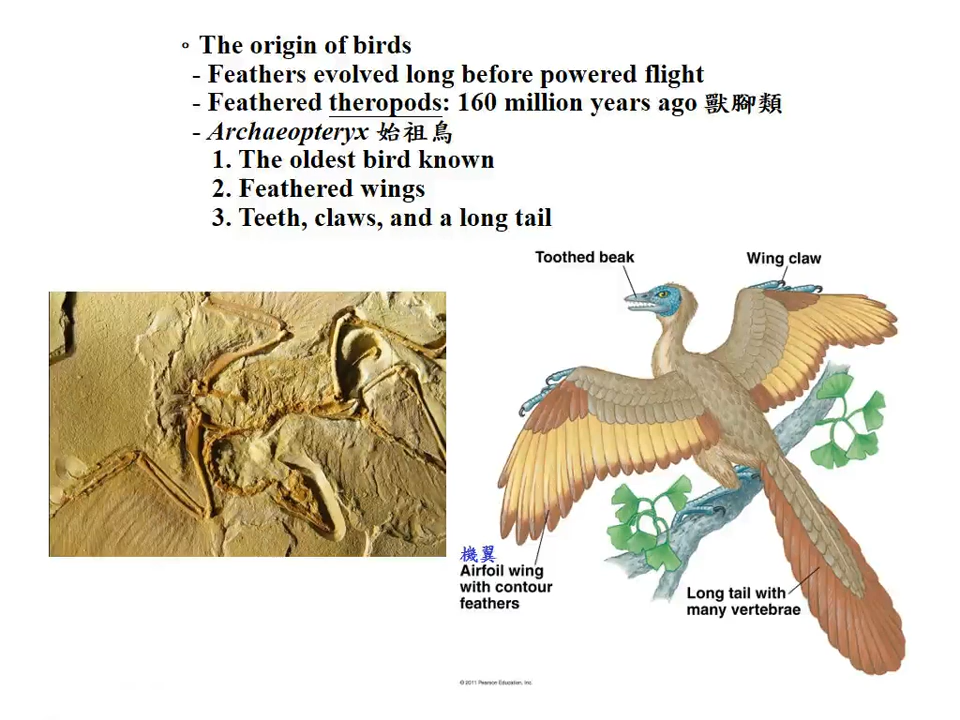 ∘ The origin of birds
- Feathers evolved long before powered flight
- Feathered theropods: 160 million years ago 獸腳類
- Archaeopteryx 始祖鳥
1. The oldest bird known
2. Feathered wings
3. Teeth, claws, and a long tail
Toothed beak
Wing claw
機翼
Airfoil wing
with contour
feathers
Long tail with
many vertebrae
© 2011 Pearson Education, Inc.